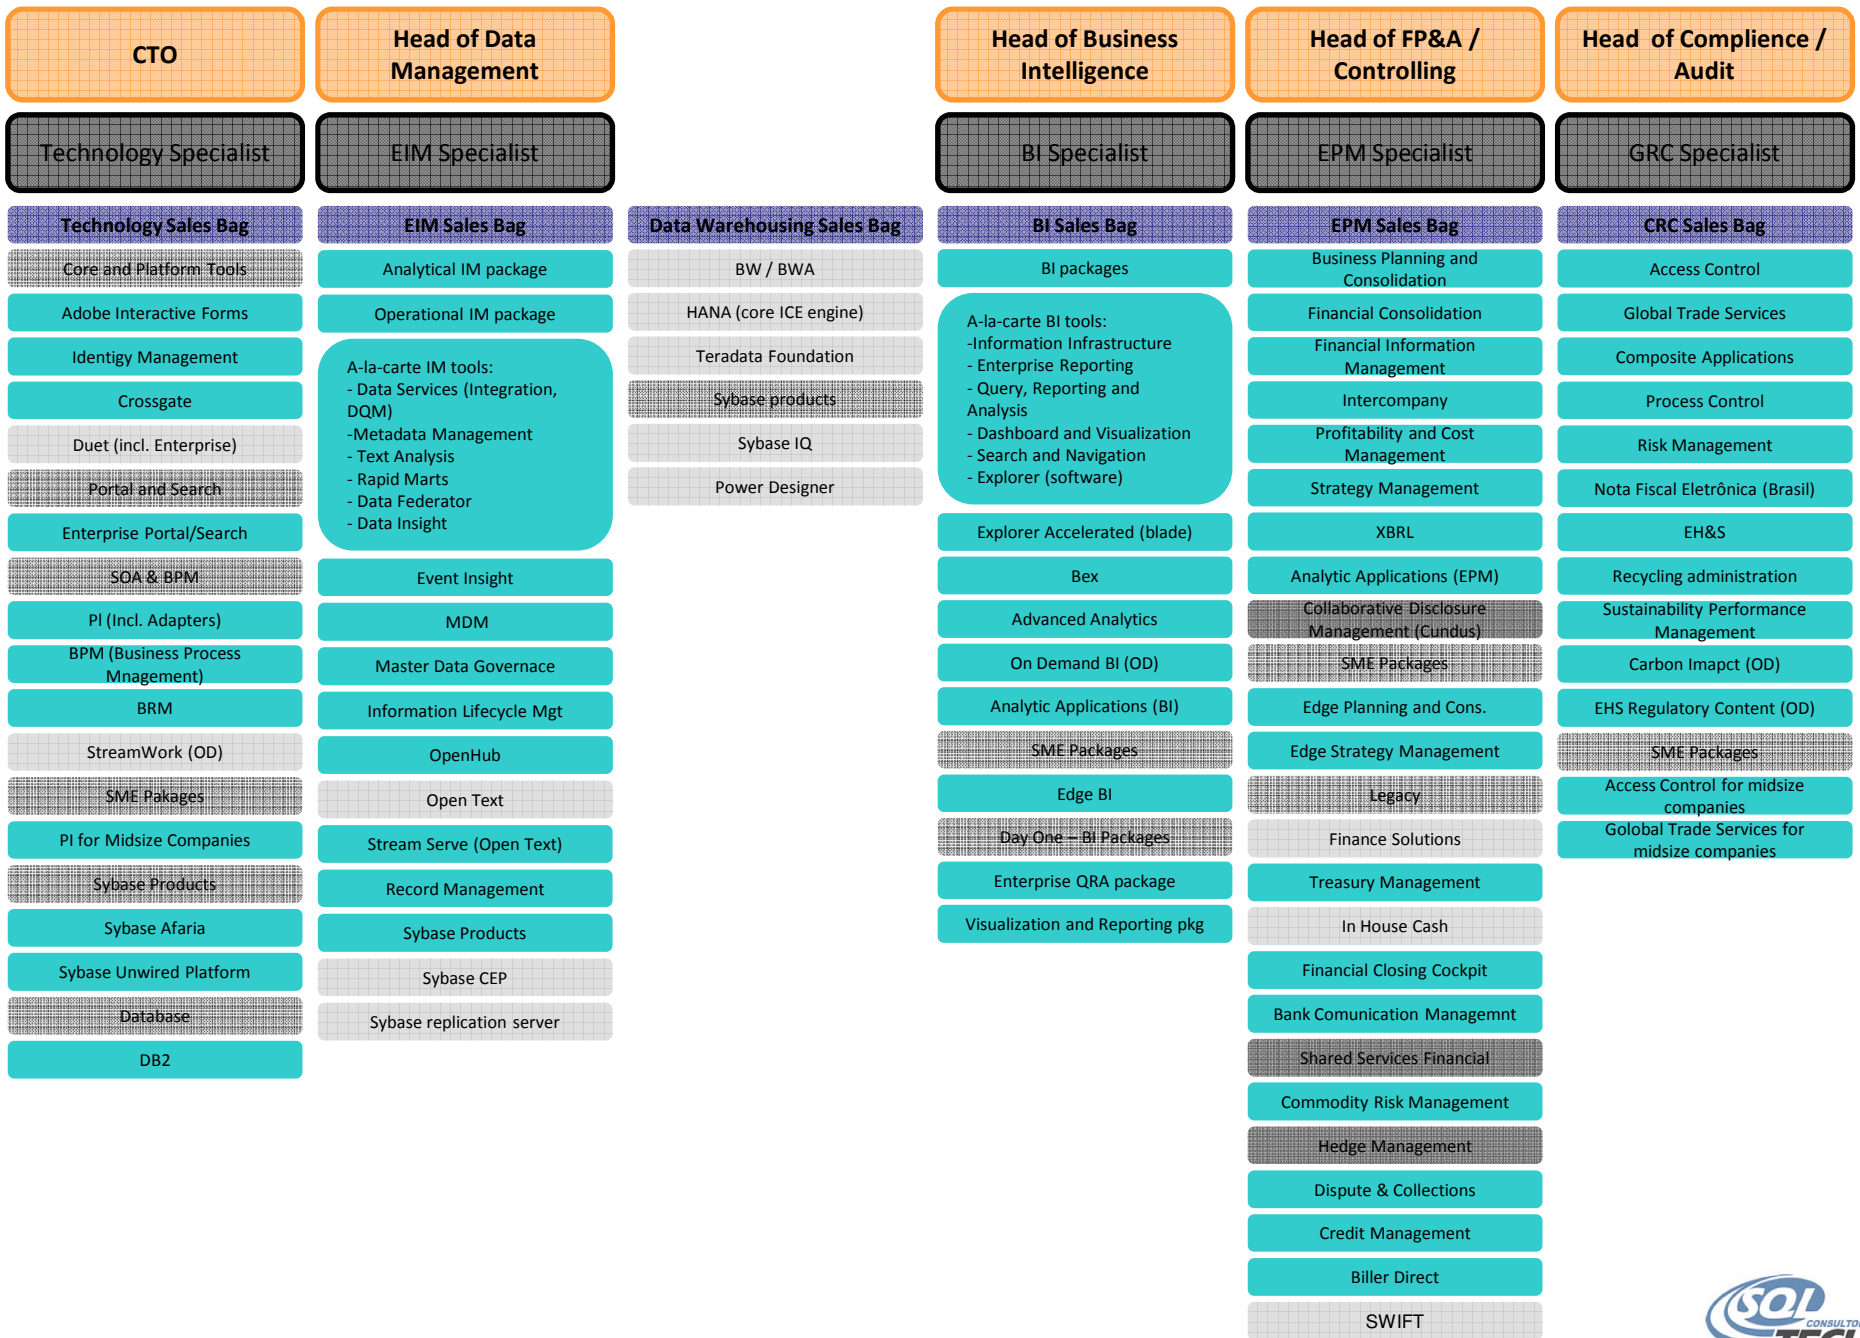 CTO
Technology Specialist
Technology Sales Bag
Core and Platform Tools
Adobe Interactive Forms
Identigy Management
Crossgate
Duet (incl. Enterprise)
Portal and Search
Enterprise Portal/Search
SOA & BPM
PI (Incl. Adapters)
BPM (Business Process
Mnagement)
BRM
StreamWork (OD)
SME Pakages
PI for Midsize Companies
Sybase Products
Sybase Afaria
Sybase Unwired Platform
Database
DB2
Head of Data
Management
EIM Specialist
EIM Sales Bag
Analytical IM package
Operational IM package
A-la-carte IM tools:
- Data Services (Integration,
DQM)
-Metadata Management
- Text Analysis
- Rapid Marts
- Data Federator
- Data Insight
Event Insight
MDM
Master Data Governace
Information Lifecycle Mgt
OpenHub
Open Text
Stream Serve (Open Text)
Record Management
Sybase Products
Sybase CEP
Sybase replication server
Data Warehousing Sales Bag
BW / BWA
HANA (core ICE engine)
Teradata Foundation
Sybase products
Sybase IQ
Power Designer
Head of Business
Intelligence
BI Specialist
BI Sales Bag
BI packages
A-la-carte BI tools:
-Information Infrastructure
- Enterprise Reporting
- Query, Reporting and
Analysis
- Dashboard and Visualization
- Search and Navigation
- Explorer (software)
Explorer Accelerated (blade)
Bex
Advanced Analytics
On Demand BI (OD)
Analytic Applications (BI)
SME Packages
Edge BI
Day One – BI Packages
Enterprise QRA package
Visualization and Reporting pkg
Head of FP&A /
Controlling
EPM Specialist
EPM Sales Bag
Business Planning and
Consolidation
Financial Consolidation
Financial Information
Management
Intercompany
Profitability and Cost
Management
Strategy Management
XBRL
Analytic Applications (EPM)
Collaborative Disclosure
Management (Cundus)
SME Packages
Edge Planning and Cons.
Edge Strategy Management
Legacy
Finance Solutions
Treasury Management
In House Cash
Financial Closing Cockpit
Bank Comunication Managemnt
Shared Services Financial
Commodity Risk Management
Hedge Management
Dispute & Collections
Credit Management
Biller Direct
SWIFT
Head of Complience /
Audit
GRC Specialist
CRC Sales Bag
Access Control
Global Trade Services
Composite Applications
Process Control
Risk Management
Nota Fiscal Eletrônica (Brasil)
EH&S
Recycling administration
Sustainability Performance
Management
Carbon Imapct (OD)
EHS Regulatory Content (OD)
SME Packages
Access Control for midsize
companies
Golobal Trade Services for
midsize companies
SQL